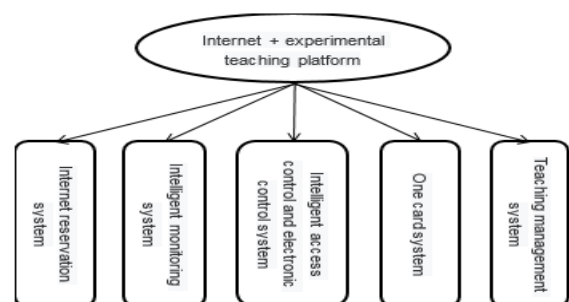 Internet + experimental
teaching platform
Internet reservation
system
Intelligent monitoring
system
Intelligent access
control and electronic
control system
One card system
Teaching management
system